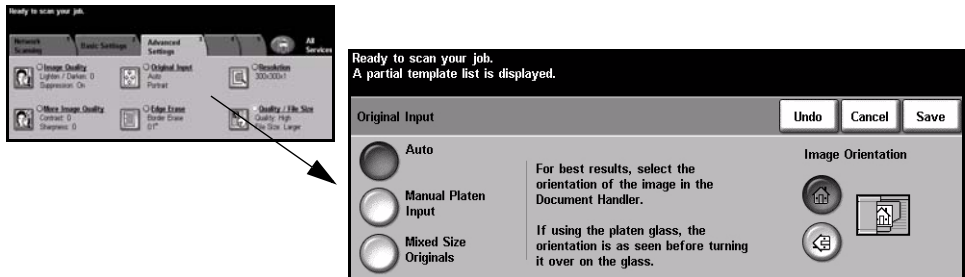 Ready to scan your job.
Network Scanning
Basic Settings
Advanced Settings
All Services
Image Quality
Lighten / Darken: 0
Suppression: On
Original Input
Auto
Portrait
Resolution
300x300x1
More Image Quality
Contrast: 0
Sharpness: 0
Edge Erase
Border Erase
0.1"
Quality / File Size
Quality: High
File Size: Larger
Ready to scan your job.
A partial template list is displayed.
Original Input
Undo
Cancel
Save
Auto
Manual Platen
Input
Mixed Size
Originals
For best results, select the
orientation of the image in the
Document Handler.
If using the platen glass, the
orientation is as seen before turning
it over on the glass.
Image Orientation